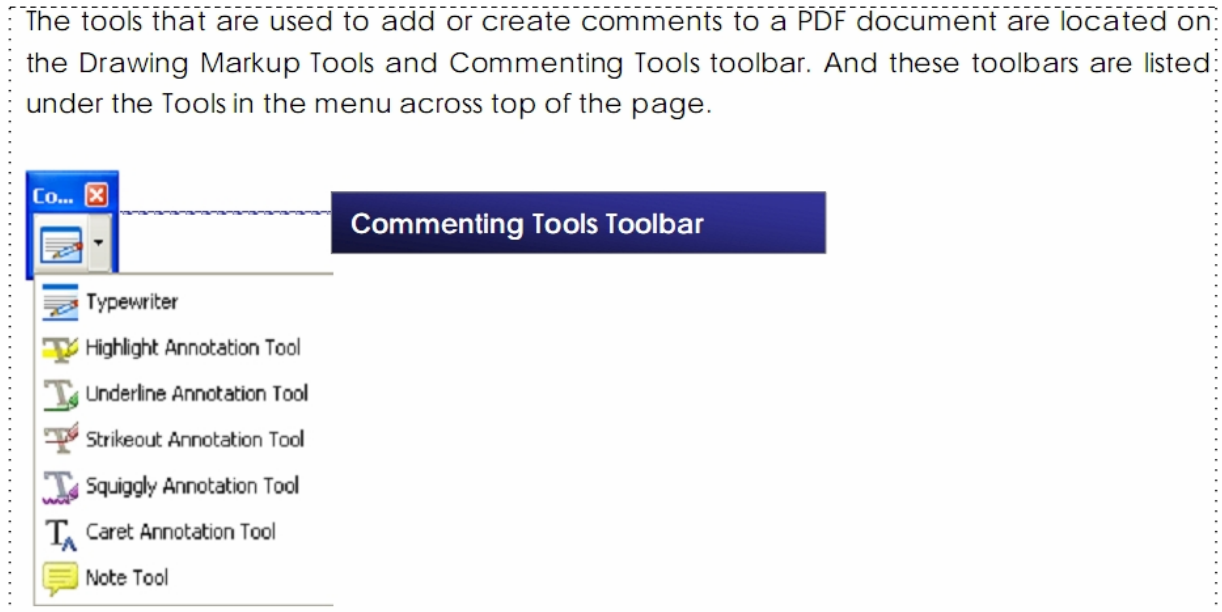 The tools that are used to add or create comments to a PDF document are located on
the Drawing Markup Tools and Commenting Tools toolbar. And these toolbars are listed
under the Tools in the menu across top of the page.
Co...
Commenting Tools Toolbar
Typewriter
Highlight Annotation Tool
Underline Annotation Tool
Strikeout Annotation Tool
Squiggly Annotation Tool
Caret Annotation Tool
Note Tool